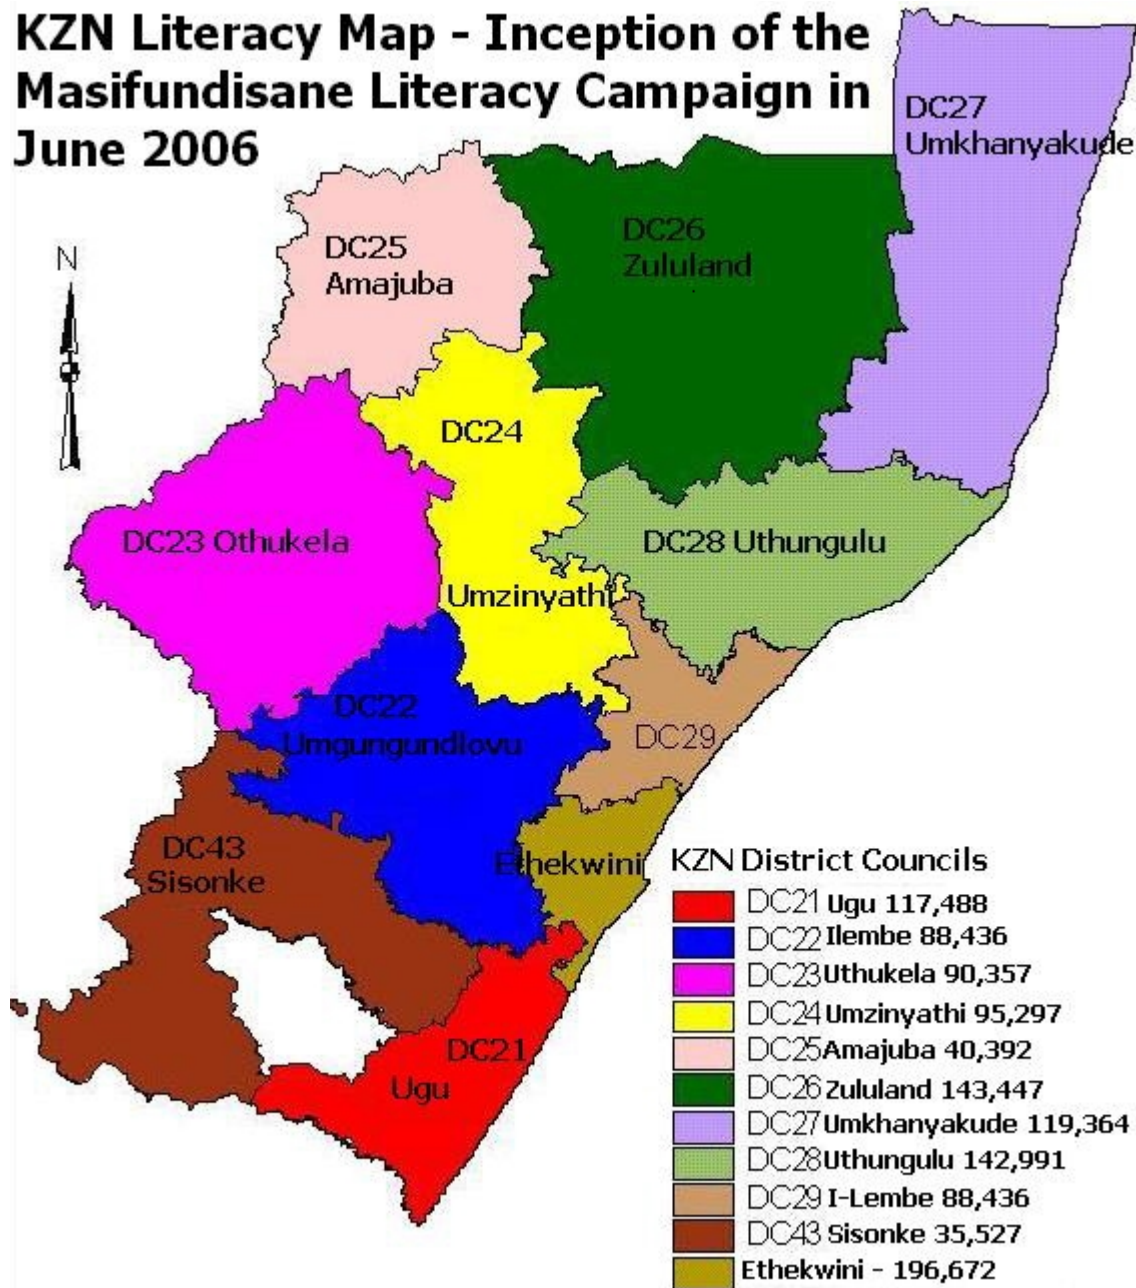 KZN Literacy Map - Inception of the
Masifundisane Literacy Campaign in
June 2006
N
DC27
Umkhanyakude
DC26
Zululand
DC25
Amajuba
DC24
DC23 Othukela
DC28 Uthungulu
Umzinyathi
DC22
Umgungundlovu
DC29
DC43
Sisonke
Ethekwini
DC21
Ugu
KZN District Councils
DC21 Ugu 117,488
DC22 Ilembe 88,436
DC23 Uthukela 90,357
DC24 Umzinyathi 95,297
DC25 Amajuba 40,392
DC26 Zululand 143,447
DC27 Umkhanyakude 119,364
DC28 Uthungulu 142,991
DC29 I-Lembe 88,436
DC43 Sisonke 35,527
Ethekwini - 196,672